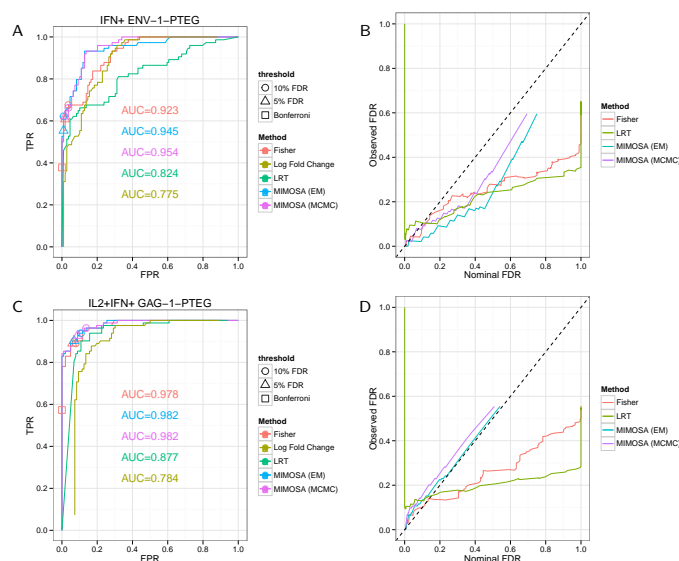 A
IFN+ ENV−1−PTEG
1.0
0.8
0.6
0.4
0.2
0.0
TPR
AUC=0.923
AUC=0.945
AUC=0.954
AUC=0.824
AUC=0.775
0.0 0.2 0.4 0.6 0.8 1.0
FPR
threshold
10% FDR
5% FDR
Bonferroni
Method
Fisher
Log Fold Change
LRT
MIMOSA (EM)
MIMOSA (MCMC)
B
1.0
0.8
0.6
0.4
0.2
0.0
Observed FDR
0.0 0.2 0.4 0.6 0.8 1.0
Nominal FDR
Method
Fisher
LRT
MIMOSA (EM)
MIMOSA (MCMC)
C
IL2+IFN+ GAG−1−PTEG
1.0
0.8
0.6
0.4
0.2
0.0
TPR
AUC=0.978
AUC=0.982
AUC=0.982
AUC=0.877
AUC=0.784
0.0 0.2 0.4 0.6 0.8 1.0
FPR
threshold
10% FDR
5% FDR
Bonferroni
Method
Fisher
Log Fold Change
LRT
MIMOSA (EM)
MIMOSA (MCMC)
D
1.0
0.8
0.6
0.4
0.2
0.0
Observed FDR
0.0 0.2 0.4 0.6 0.8 1.0
Nominal FDR
Method
Fisher
LRT
MIMOSA (EM)
MIMOSA (MCMC)